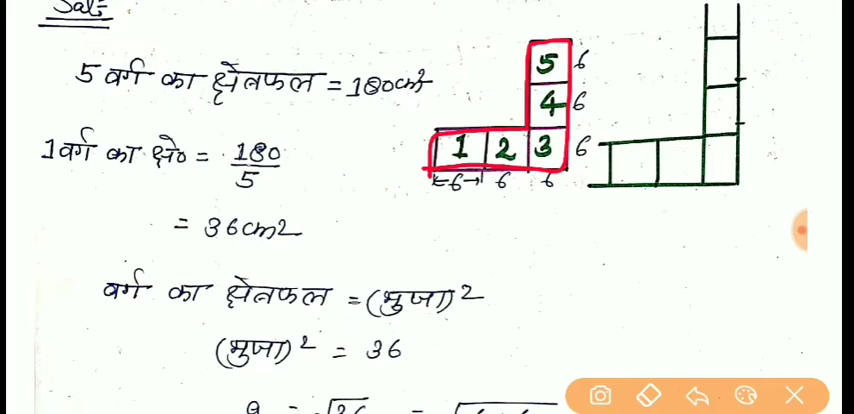 Sol:-
5 वर्ग का क्षेत्रफल = 180cm²
1 वर्ग का क्षे० = 180/5
= 36cm2
वर्ग का क्षेत्रफल = (भुजा)²
(भुजा)² = 36
5 6
4 6
1 2 3 6
←6→ 6 6